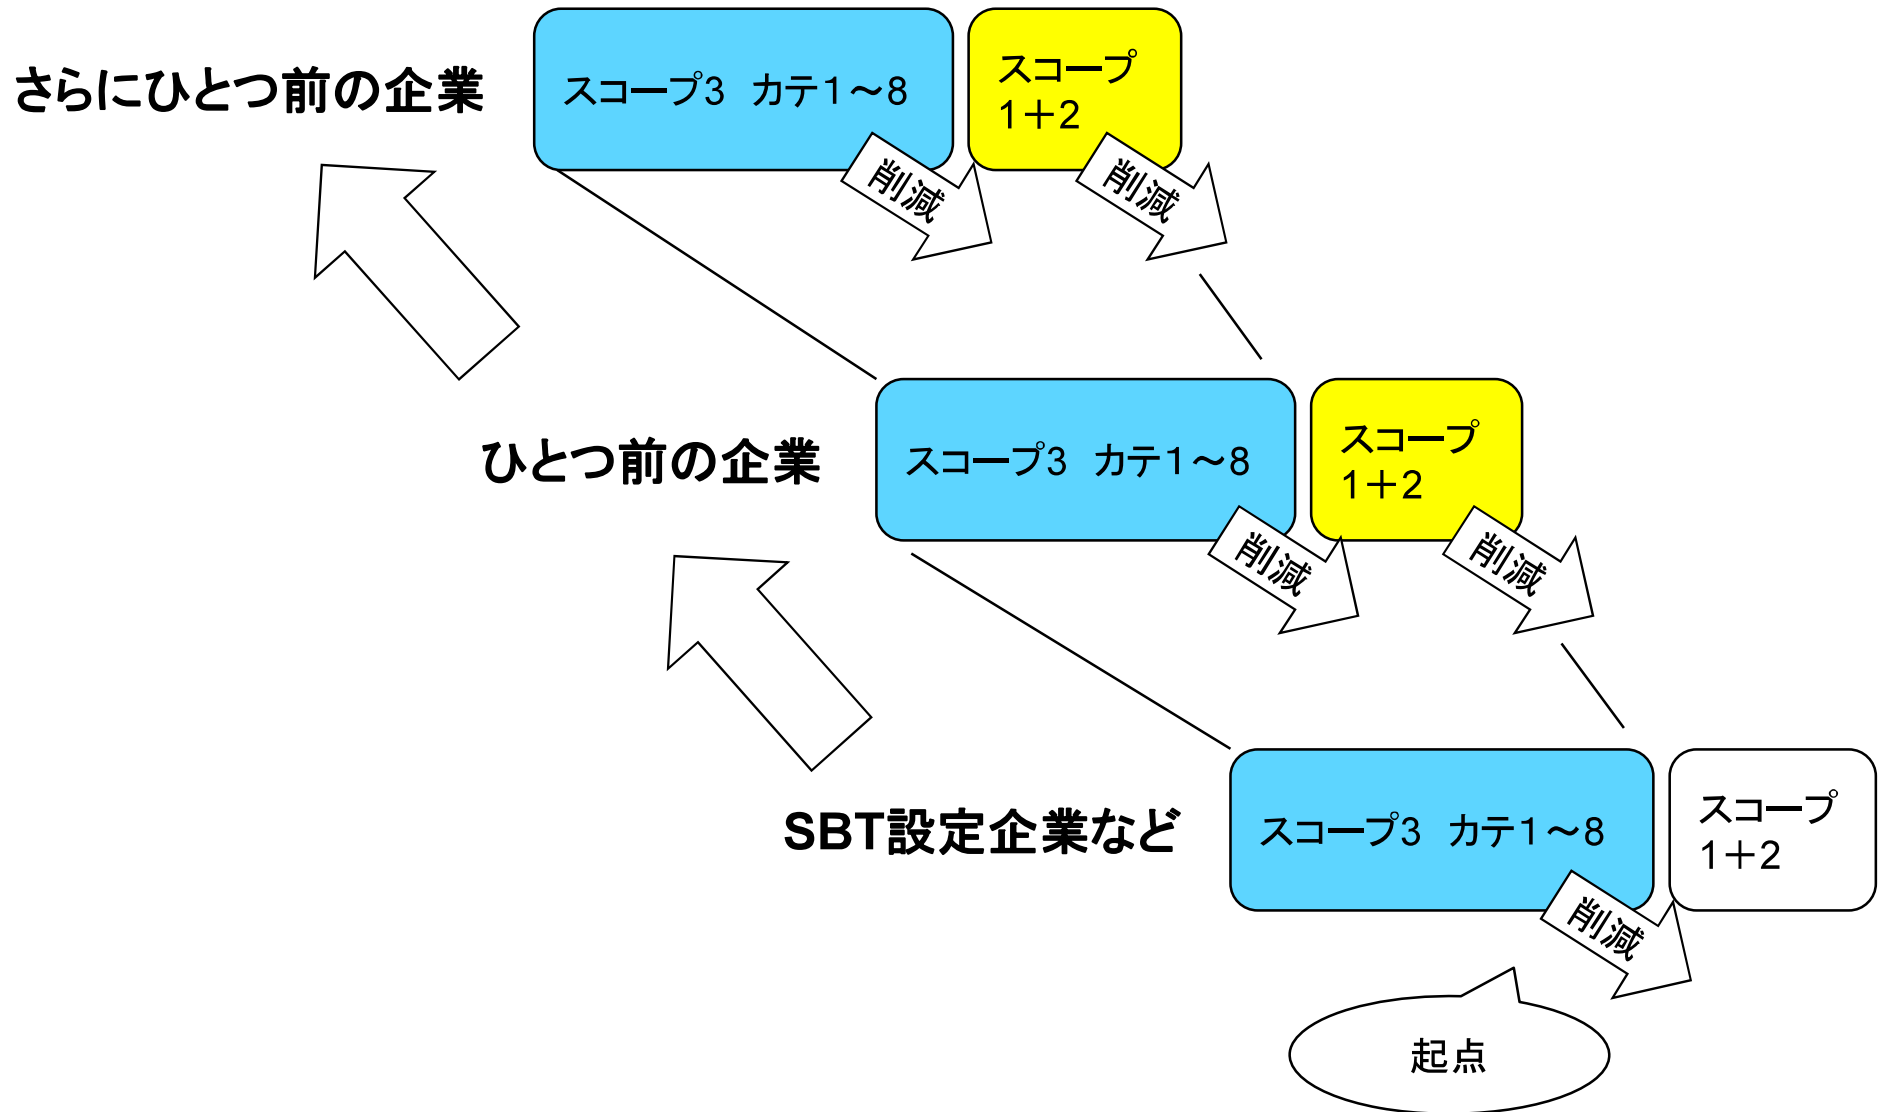 さらにひとつ前の企業
スコープ3　カテ１～８
スコープ
1＋2
削減
削減
ひとつ前の企業
スコープ3　カテ１～８
スコープ
1＋2
削減
削減
SBT設定企業など
スコープ3　カテ１～８
スコープ
1＋2
削減
起点